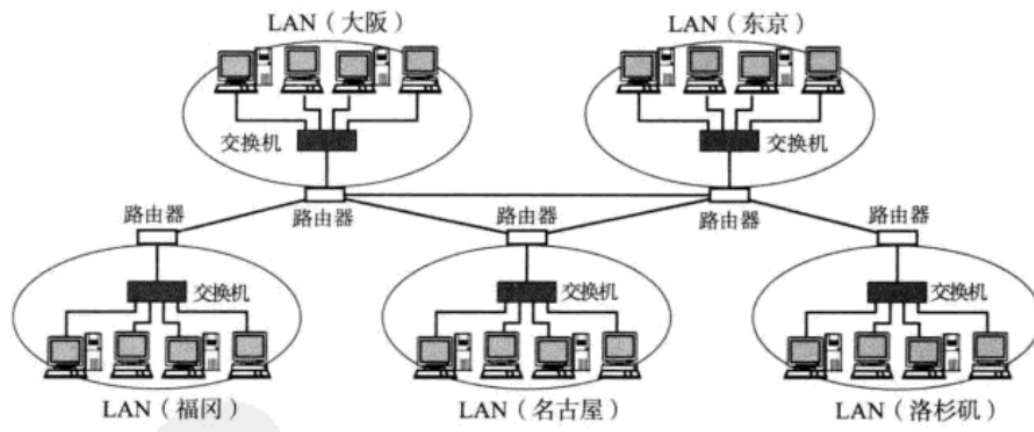 LAN（大阪）
LAN（东京）
交换机
交换机
路由器
路由器
路由器
路由器
路由器
交换机
交换机
交换机
LAN（福冈）
LAN（名古屋）
LAN（洛杉矶）